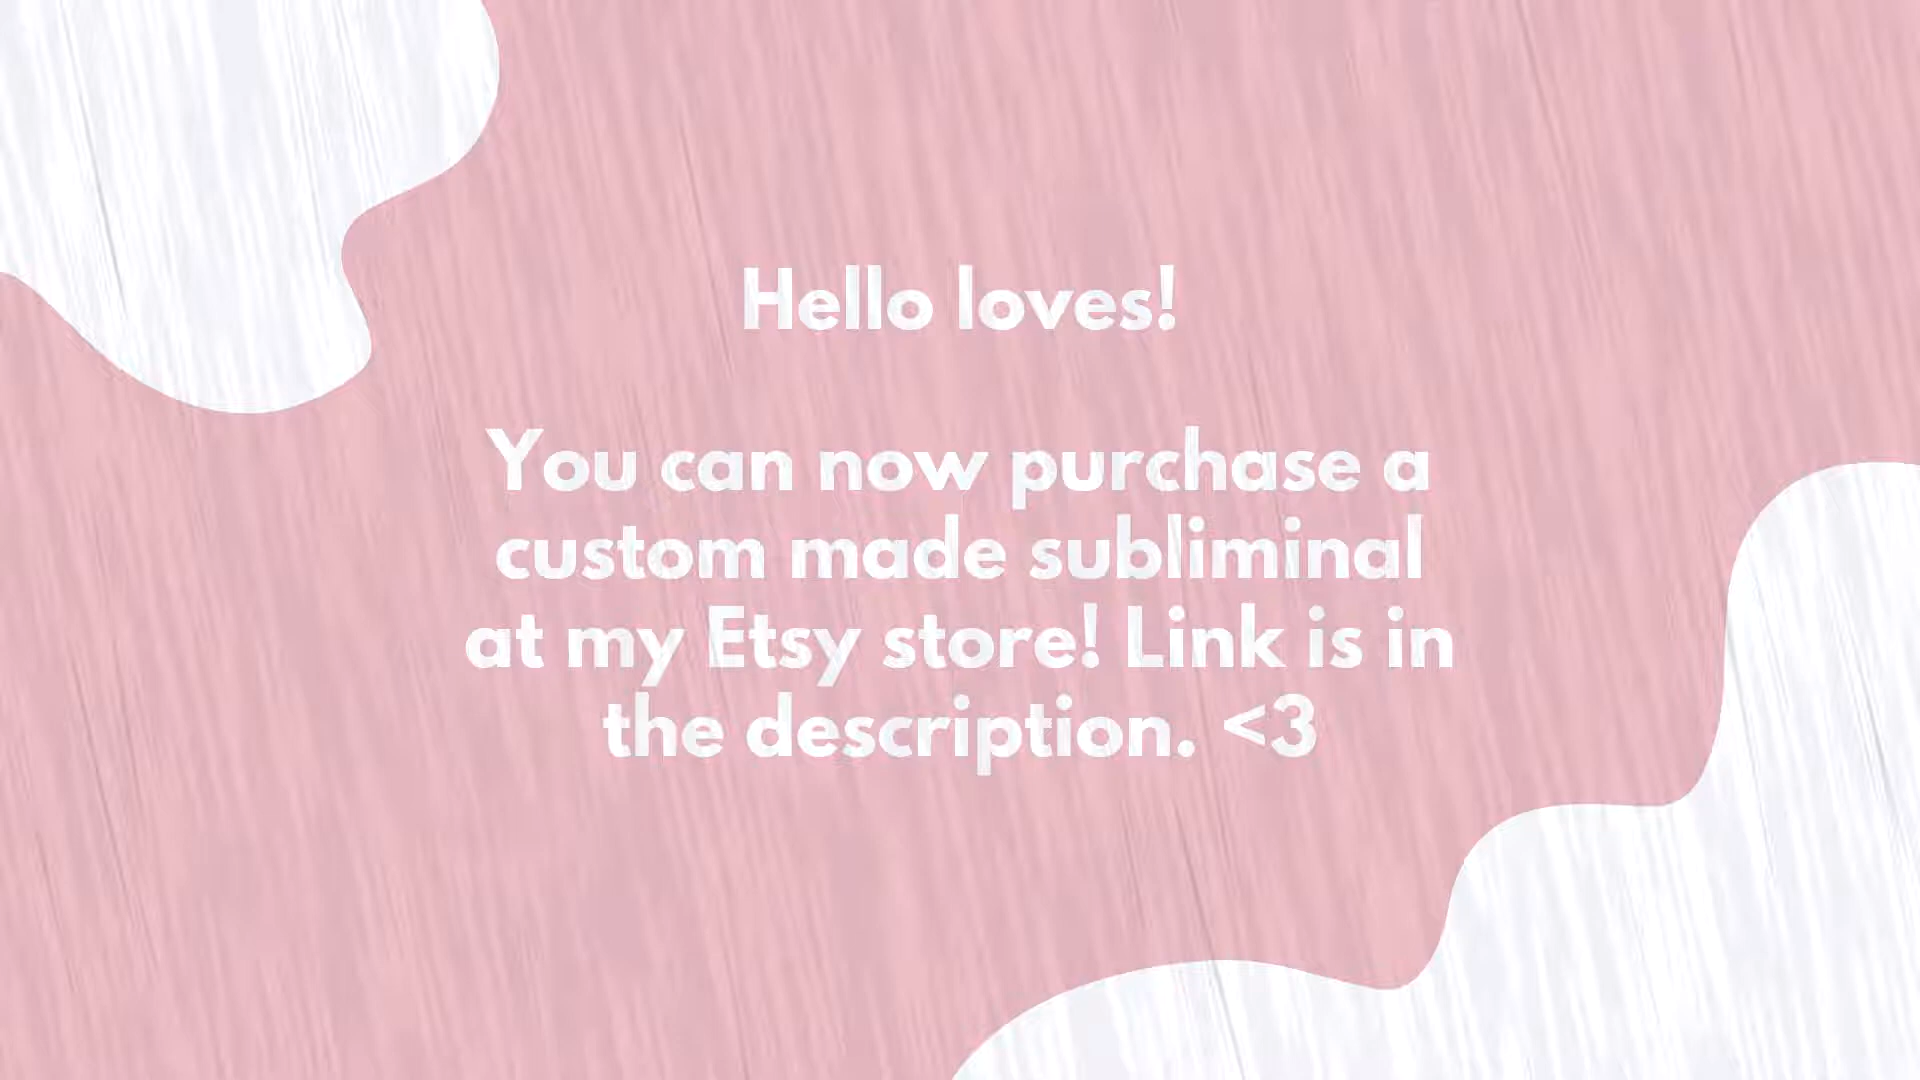 Hello loves!
You can now purchase a
custom made subliminal
at my Etsy store! Link is in
the description. <3